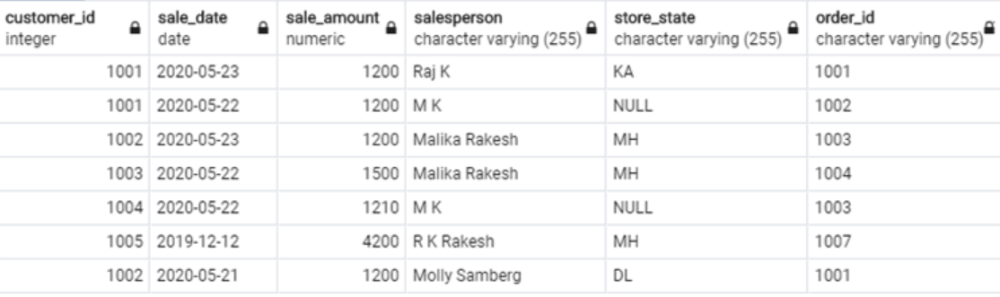 customer_id sale_date sale_amount salesperson store_state order_id
integer date numeric character varying (255) character varying (255) character varying (255)
1001 2020-05-23 1200 Raj K KA 1001
1001 2020-05-22 1200 M K NULL 1002
1002 2020-05-23 1200 Malika Rakesh MH 1003
1003 2020-05-22 1500 Malika Rakesh MH 1004
1004 2020-05-22 1210 M K NULL 1003
1005 2019-12-12 4200 R K Rakesh MH 1007
1002 2020-05-21 1200 Molly Samberg DL 1001